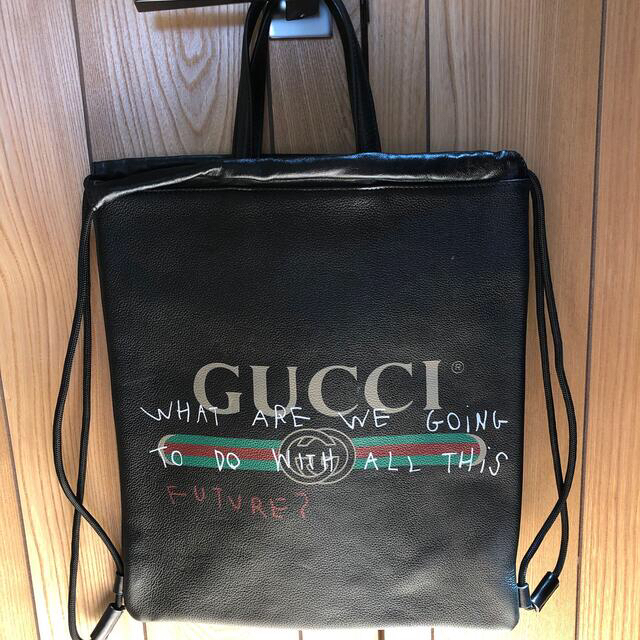 GUCCI®
WHAT ARE WE GOiNG
TO DO WITH ALL THiS
FUTURE?